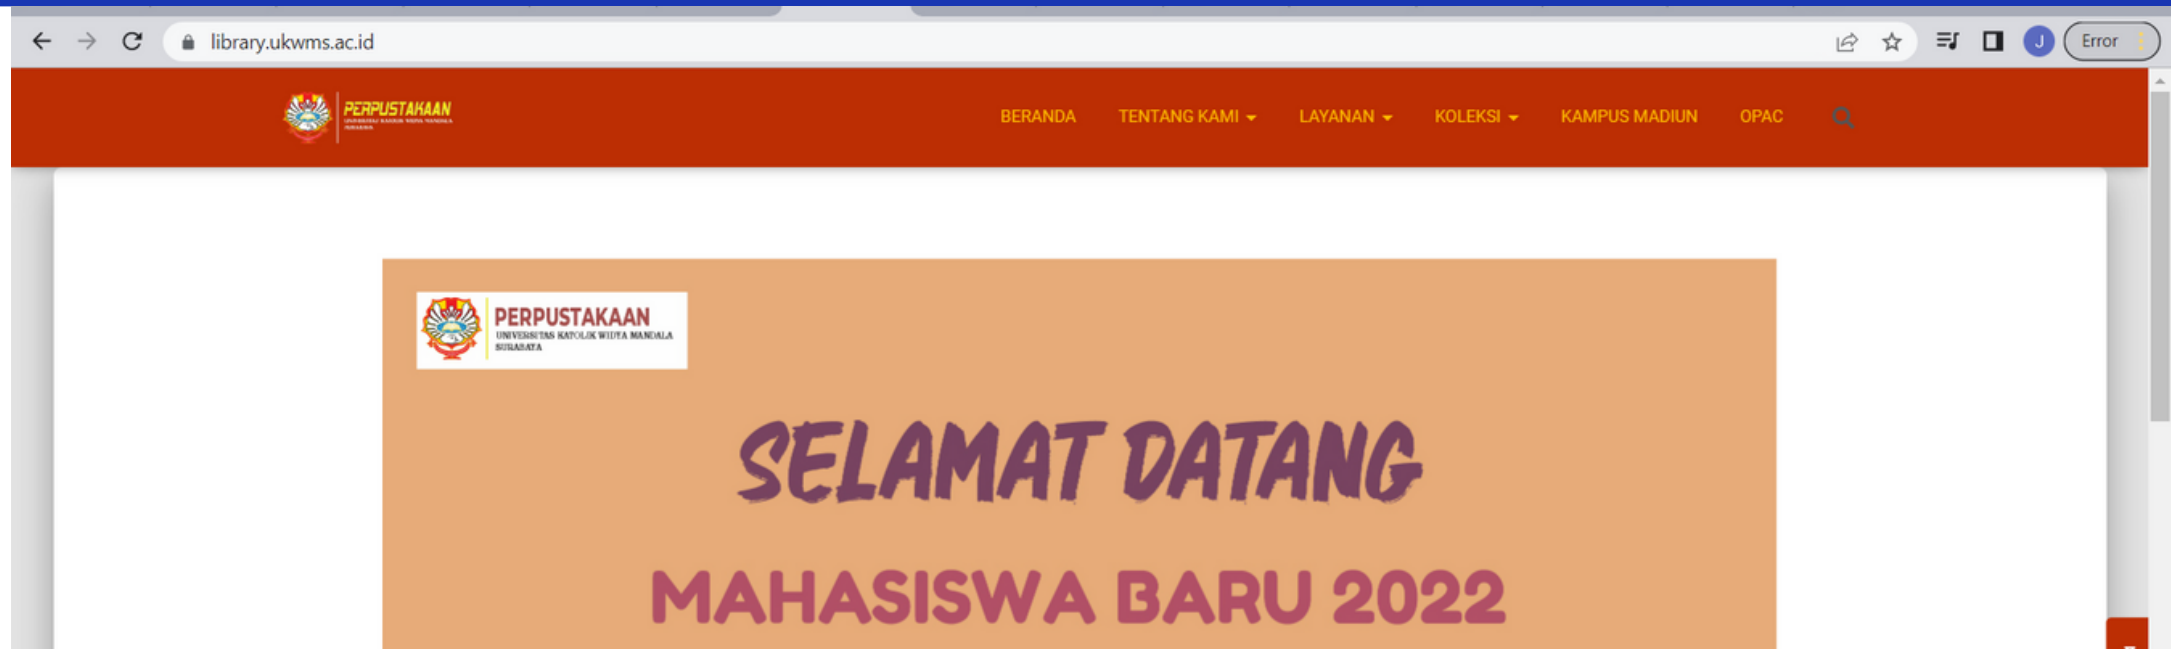 library.ukwms.ac.id
J
Error
PERPUSTAKAAN
BERANDA
TENTANG KAMI
LAYANAN
KOLEKSI
KAMPUS MADIUN
OPAC
PERPUSTAKAAN
UNIVERSITAS KATOLIK WIDYA MANDALA
SURABAYA
SELAMAT DATANG
MAHASISWA BARU 2022